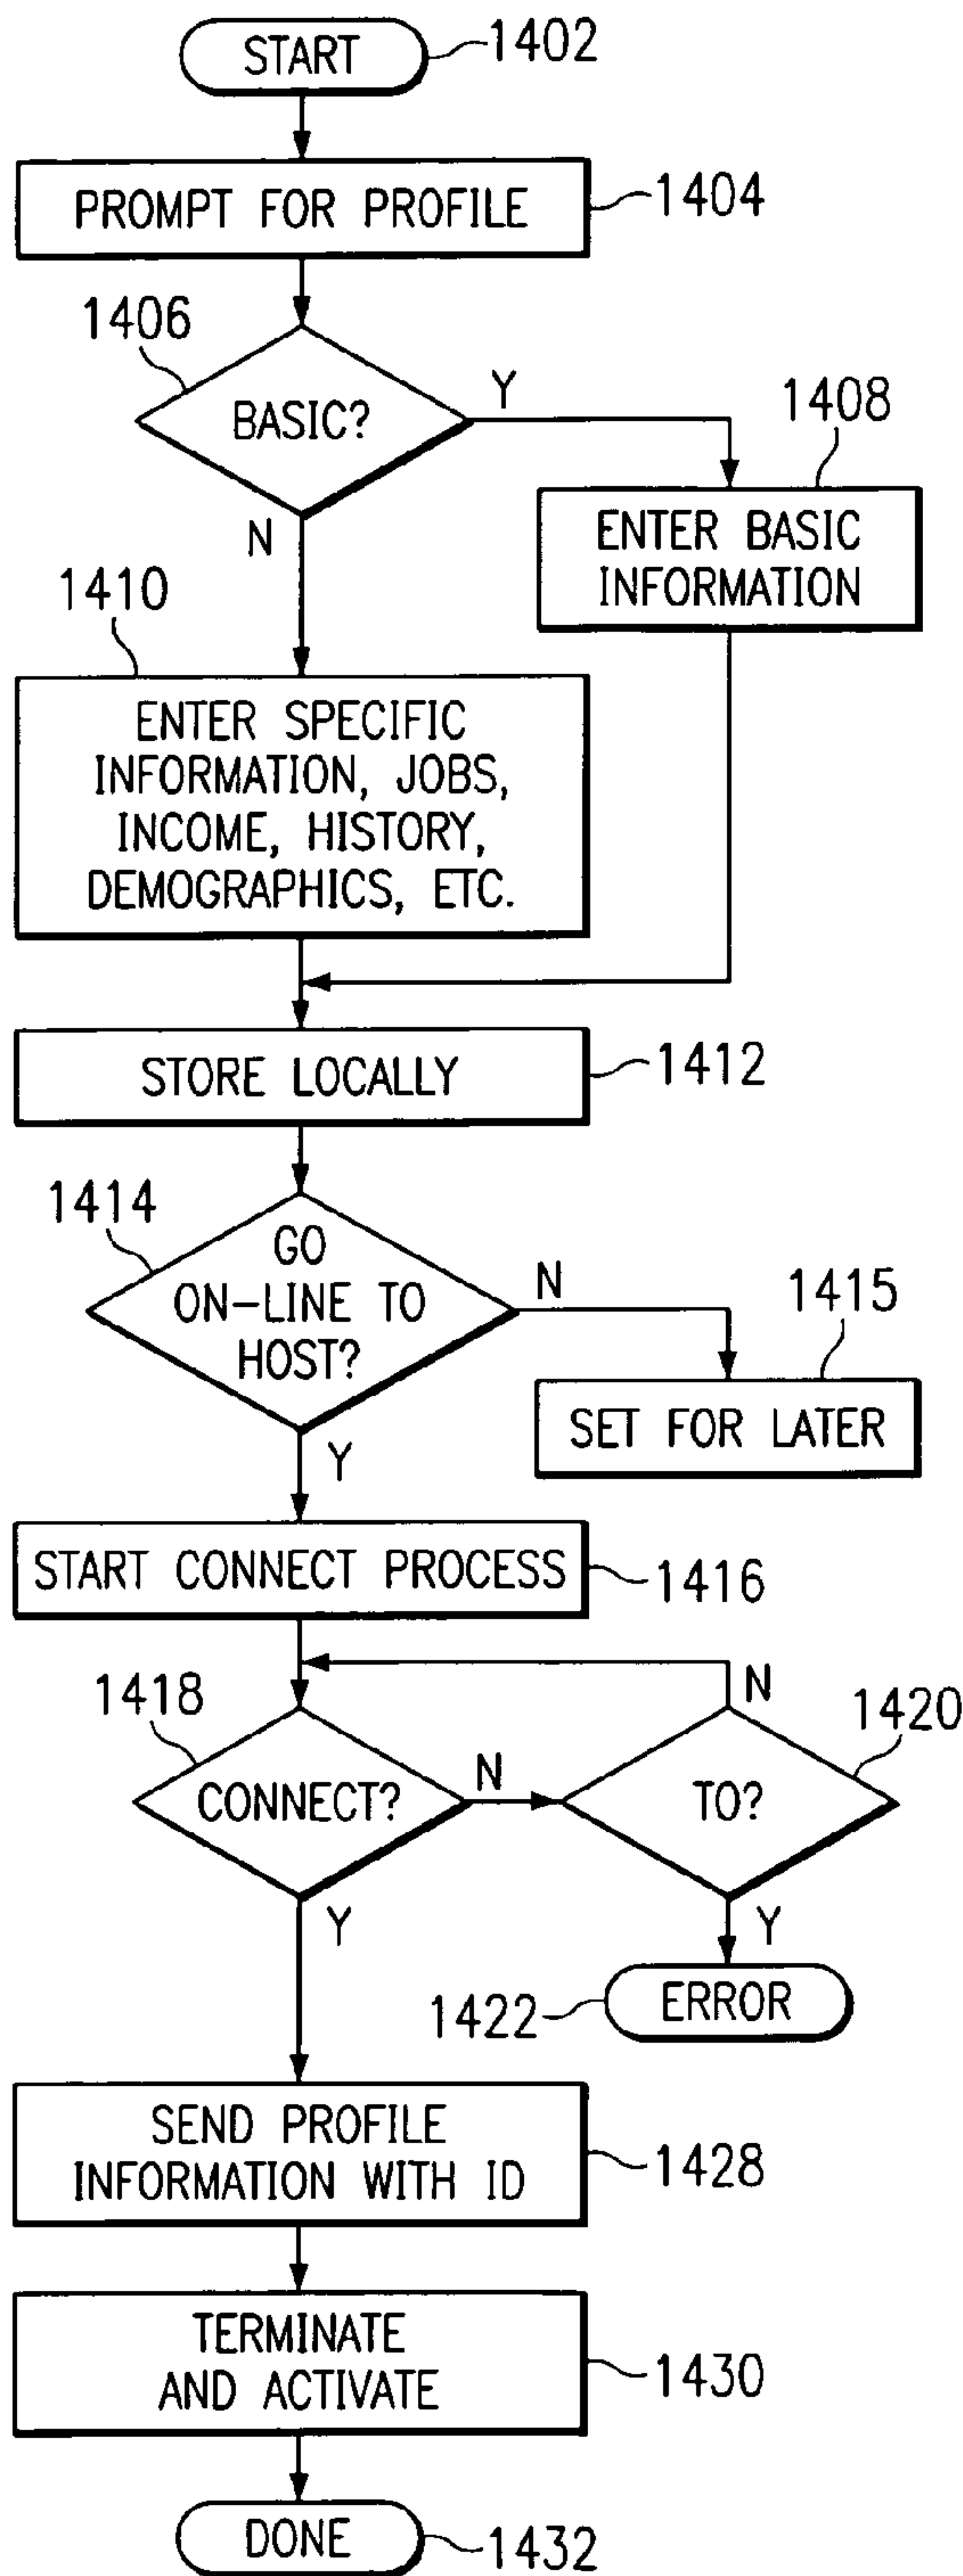 START
1402
PROMPT FOR PROFILE
1404
1406
BASIC?
Y
N
1408
ENTER BASIC
INFORMATION
1410
ENTER SPECIFIC
INFORMATION, JOBS,
INCOME, HISTORY,
DEMOGRAPHICS, ETC.
STORE LOCALLY
1412
1414
GO
ON-LINE TO
HOST?
N
Y
1415
SET FOR LATER
START CONNECT PROCESS
1416
1418
CONNECT?
N
Y
1420
TO?
N
Y
1422
ERROR
SEND PROFILE
INFORMATION WITH ID
1428
TERMINATE
AND ACTIVATE
1430
DONE
1432